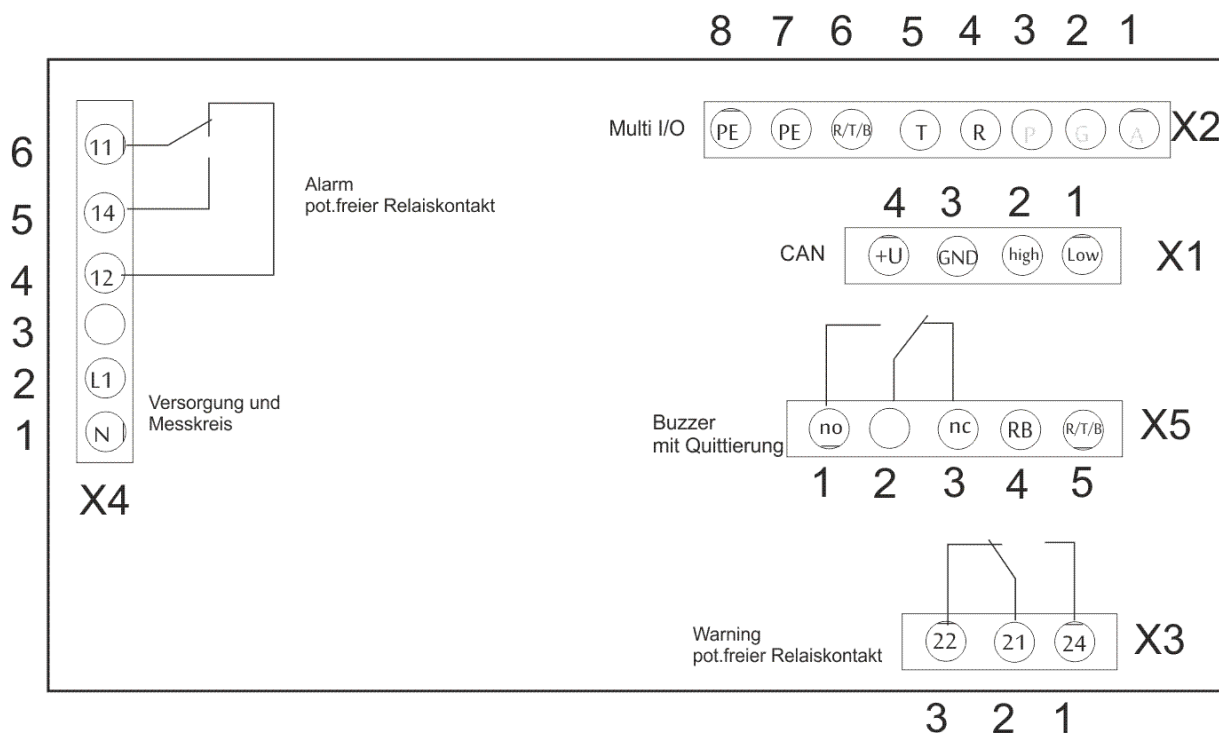 8 7 6 5 4 3 2 1
Multi I/O PE PE R/T/B T R P G A X2
6 11
5 14
4 12
3
2 L1
1 N
X4
Alarm
pot.freier Relaiskontakt
Versorgung und
Messkreis
4 3 2 1
CAN +U GND high Low X1
Buzzer
mit Quittierung
no nc RB R/T/B X5
1 2 3 4 5
Warning
pot.freier Relaiskontakt
22 21 24 X3
3 2 1